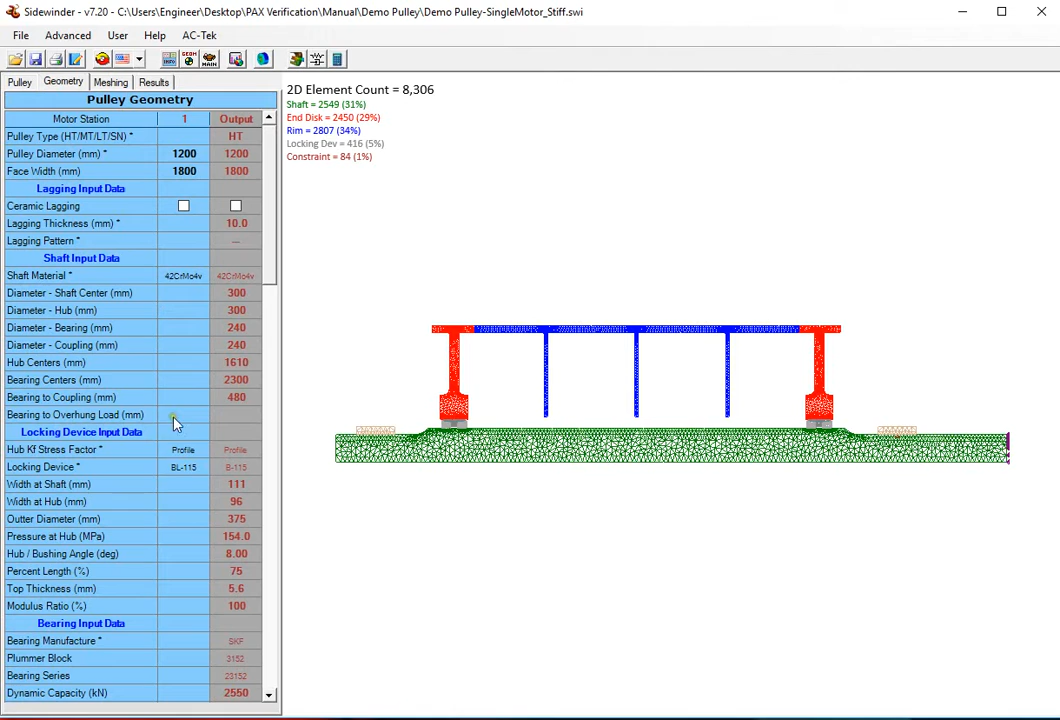 Sidewinder - v7.20 - C:\Users\Engineer\Desktop\PAX Verification\Manual\Demo Pulley\Demo Pulley-SingleMotor_Stiff.swi
File Advanced User Help AC-Tek
Pulley Geometry Meshing Results
Pulley Geometry
Motor Station 1 Output
Pulley Type (HT/MT/LT/SN) * HT
Pulley Diameter (mm) * 1200 1200
Face Width (mm) 1800 1800
Lagging Input Data
Ceramic Lagging
Lagging Thickness (mm) * 10.0
Lagging Pattern * ---
Shaft Input Data
Shaft Material * 42CrMo4v 42CrMo4v
Diameter - Shaft Center (mm) 300
Diameter - Hub (mm) 300
Diameter - Bearing (mm) 240
Diameter - Coupling (mm) 240
Hub Centers (mm) 1610
Bearing Centers (mm) 2300
Bearing to Coupling (mm) 480
Bearing to Overhung Load (mm)
Locking Device Input Data
Hub Kf Stress Factor * Profile Profile
Locking Device * BL-115 B-115
Width at Shaft (mm) 111
Width at Hub (mm) 96
Outter Diameter (mm) 375
Pressure at Hub (MPa) 154.0
Hub / Bushing Angle (deg) 8.00
Percent Length (%) 75
Top Thickness (mm) 5.6
Modulus Ratio (%) 100
Bearing Input Data
Bearing Manufacture * SKF
Plummer Block 3152
Bearing Series 23152
Dynamic Capacity (kN) 2550
2D Element Count = 8,306
Shaft = 2549 (31%)
End Disk = 2450 (29%)
Rim = 2807 (34%)
Locking Dev = 416 (5%)
Constraint = 84 (1%)